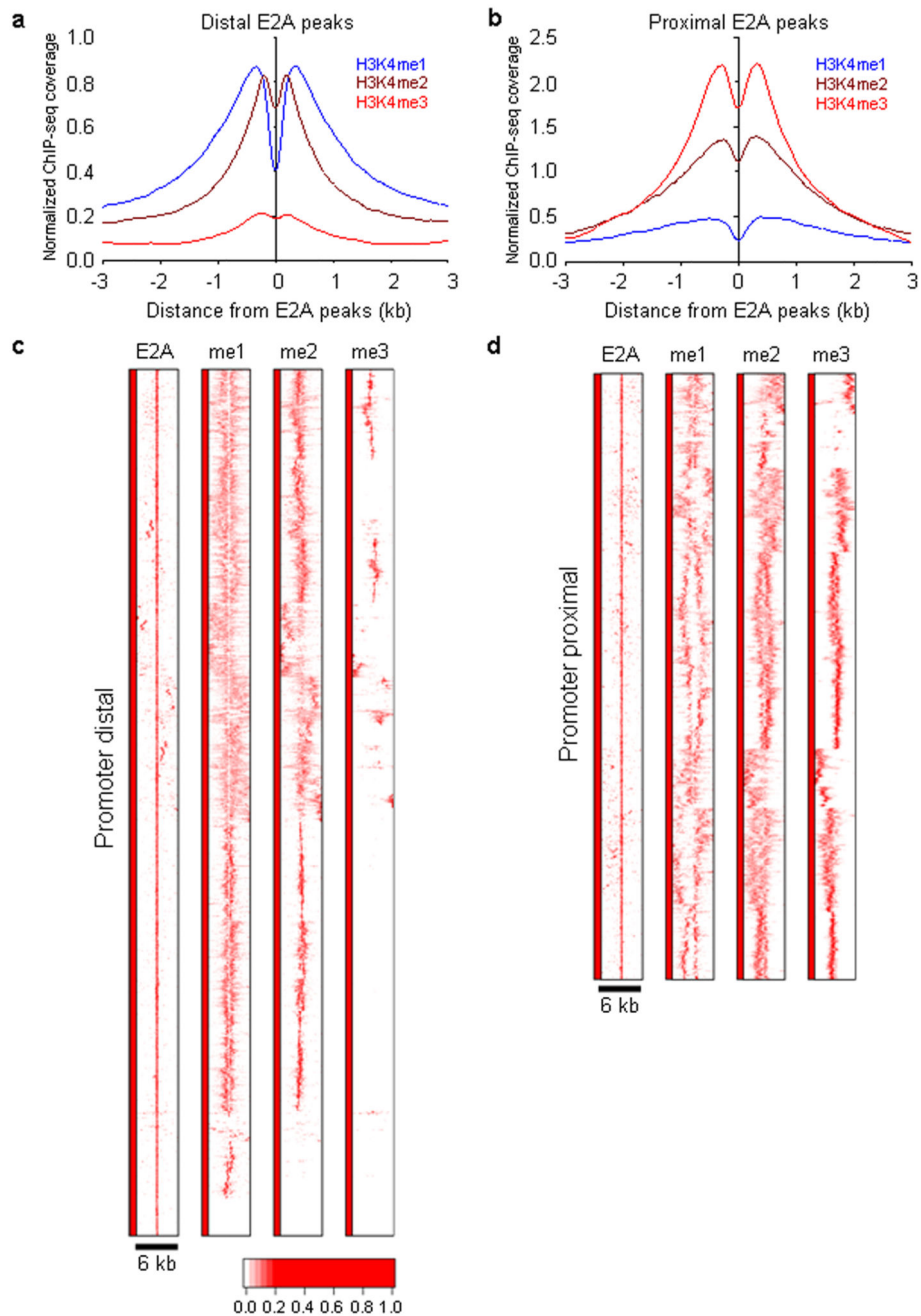 a
Distal E2A peaks
Normalized ChIP-seq coverage
1.0
0.8
0.6
0.4
0.2
0.0
H3K4me1
H3K4me2
H3K4me3
-3 -2 -1 0 1 2 3
Distance from E2A peaks (kb)
b
Proximal E2A peaks
Normalized ChIP-seq coverage
2.5
2.0
1.5
1.0
0.5
0.0
H3K4me1
H3K4me2
H3K4me3
-3 -2 -1 0 1 2 3
Distance from E2A peaks (kb)
c
E2A me1 me2 me3
Promoter distal
6 kb
0.0 0.2 0.4 0.6 0.8 1.0
d
E2A me1 me2 me3
Promoter proximal
6 kb